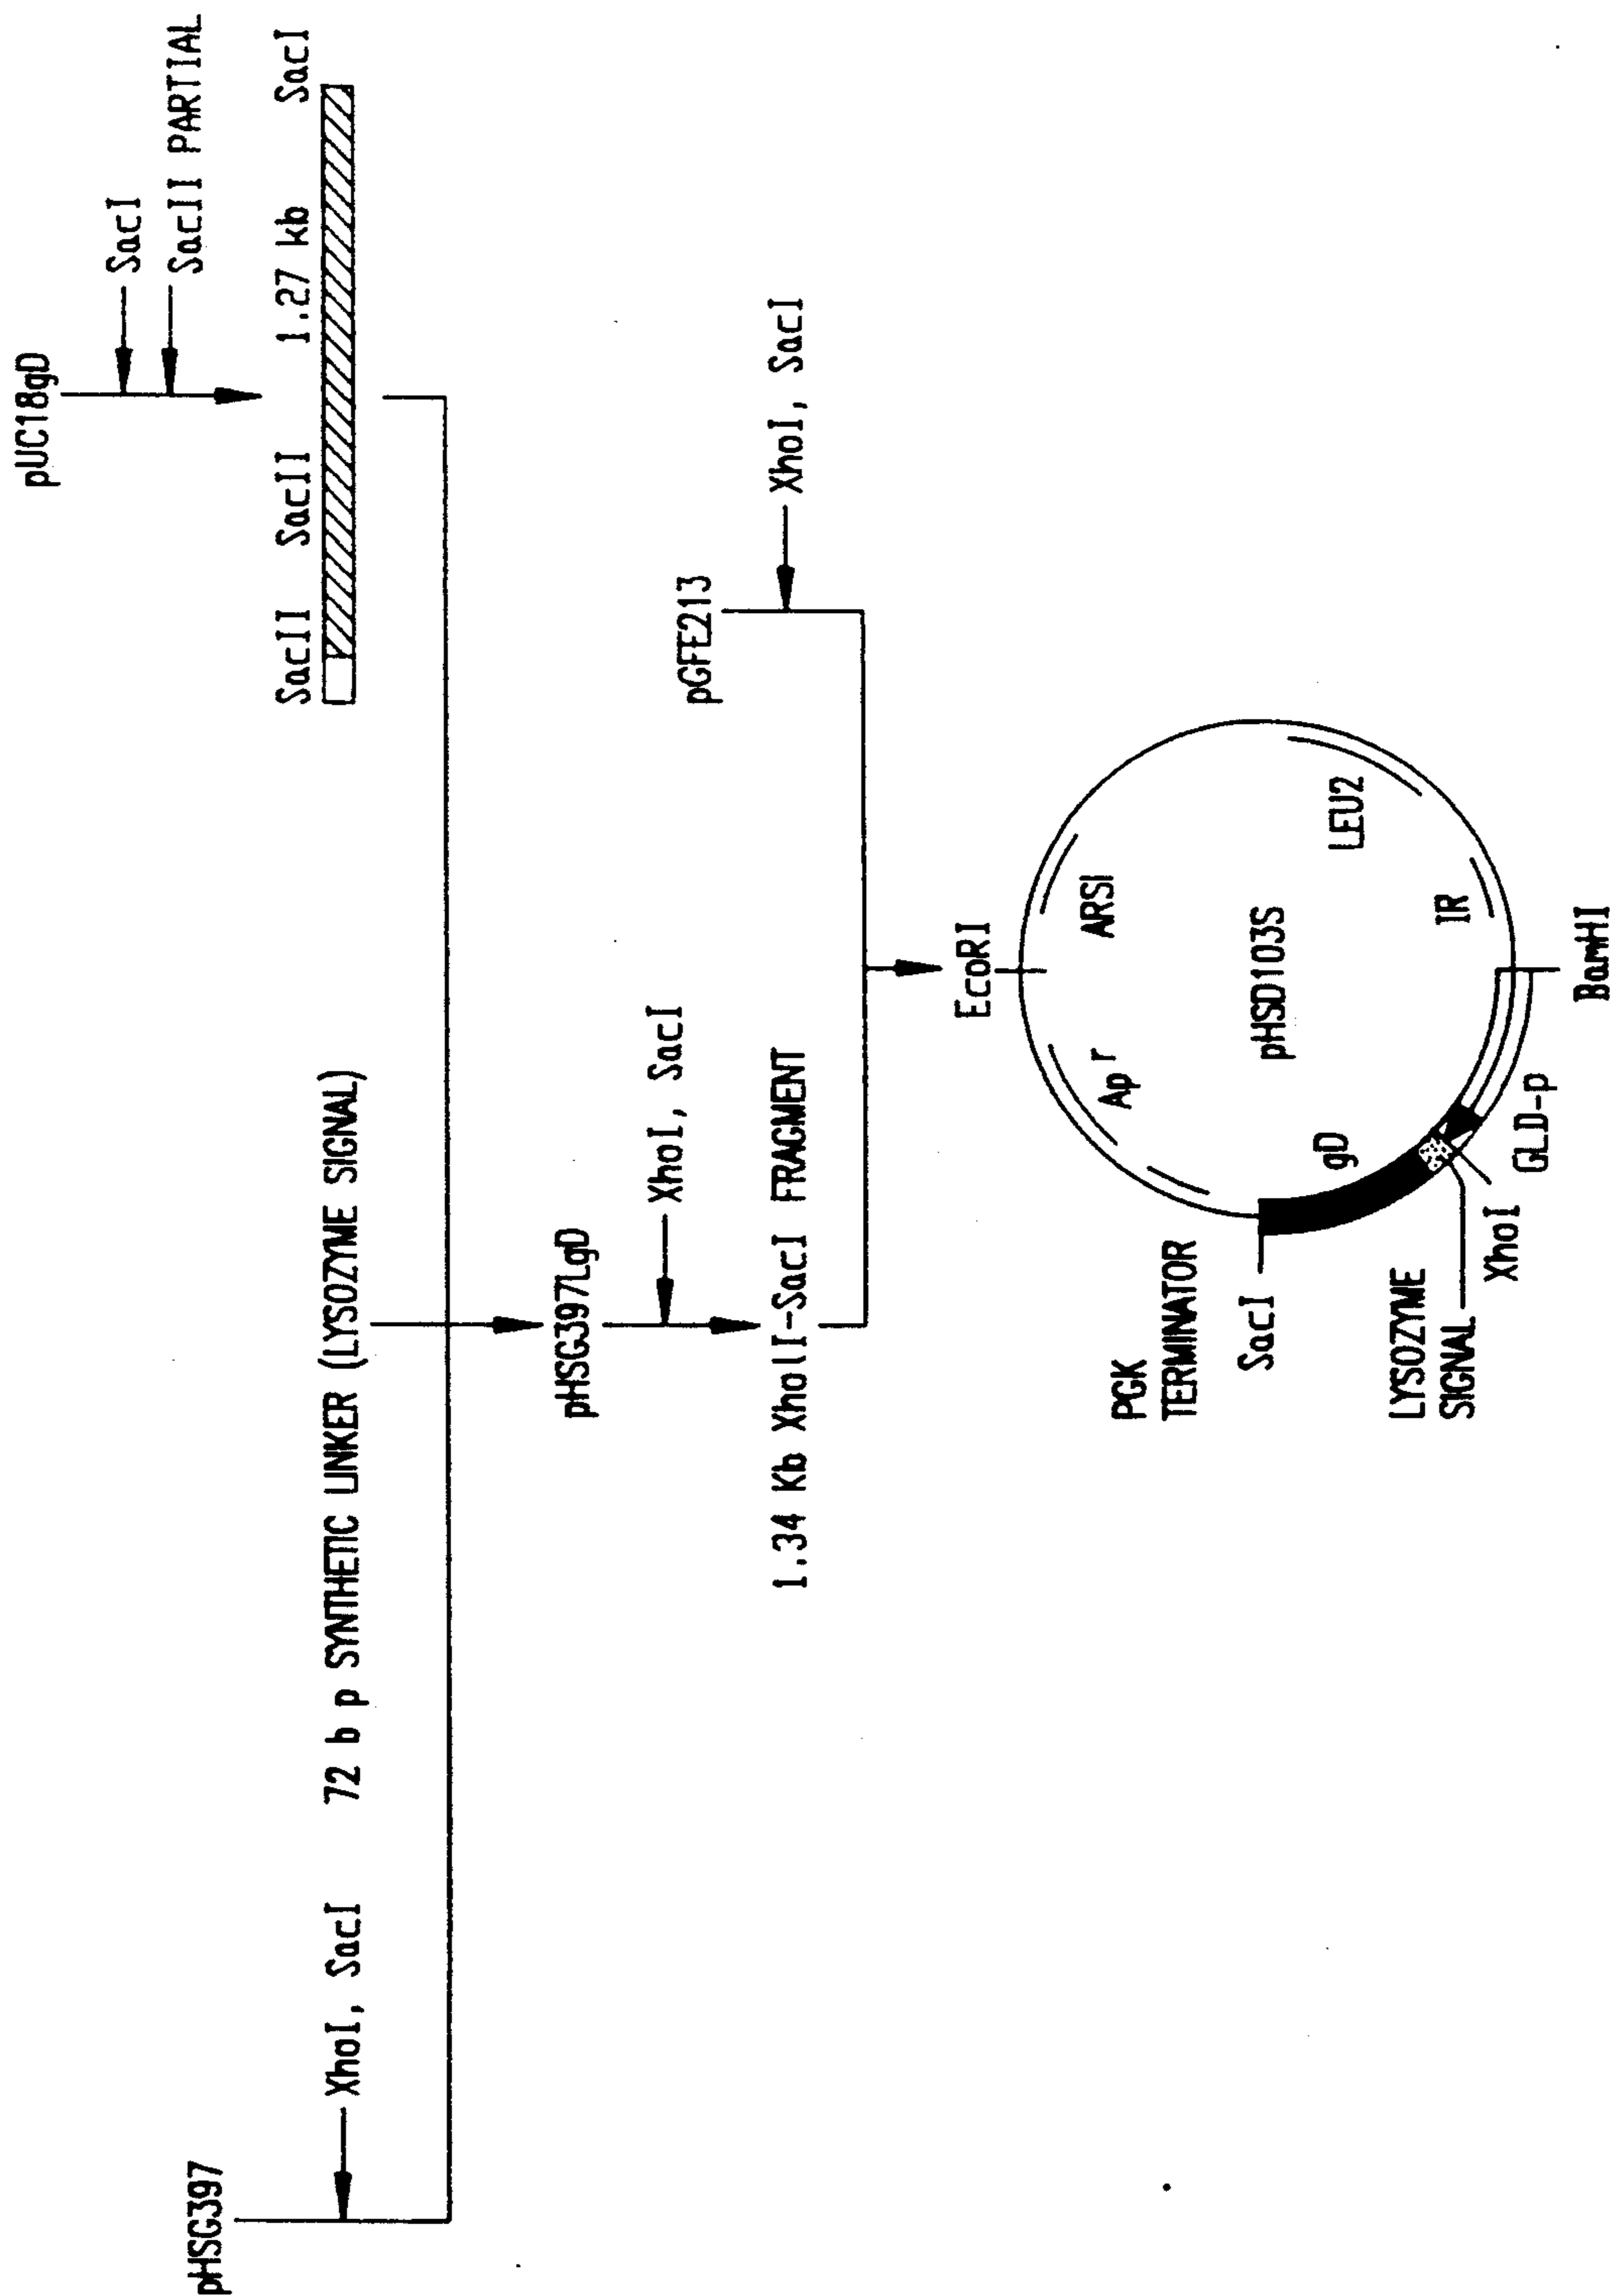 pUC18gD
SacI
SacII PARTIAL
SacII SacII 1.27 kb SacI
pHSG397
XhoI, SacI
72 b p SYNTHETIC LINKER (LYSOZYME SIGNAL)
pHSG397LgD
XhoI, SacI
1.34 Kb XholI-SacI FRAGMENT
pGFE213
XhoI, SacI
EcoRI
ARSI
Ap r
LEU2
pHSD103S
IR
gD
PGK
TERMINATOR
SacI
LYSOZYME
SIGNAL
XhoI
GLD-p
BamHI